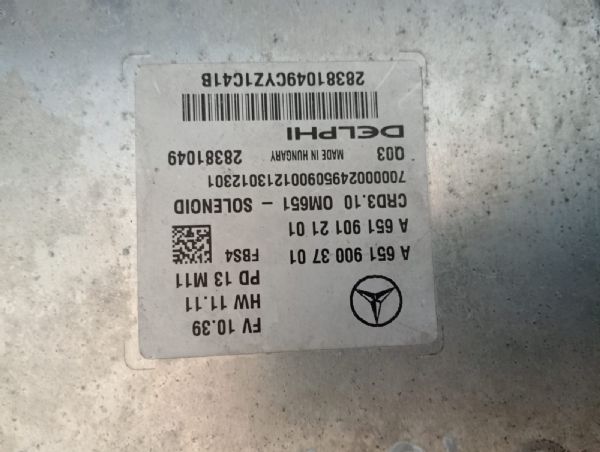 FV 10.39
HW 11.11
PD 13 M11
A 651 900 37 01 FBS4
A 651 901 21 01
CRD3.10 OM651 - SOLENOID
7000002495090001213012301
Q03 MADE IN HUNGARY 28381049
DELPHI
28381049CYZ1C41B